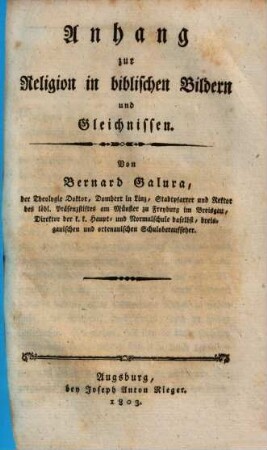 Anhang
zur
Religion in biblischen Bildern
und
Gleichnissen.
Von
Bernard Galura,
der Theologie Doktor, Domherr in Linz, Stadtpfarrer und Rektor
des löbl. Präsenzstiftes am Münster zu Freyburg im Breisgau,
Direktor der k. k. Haupt- und Normalschule daselbst, breis-
gauischen und ortenauischen Schuloberaufseher.
Augsburg,
bey Joseph Anton Rieger.
1803.